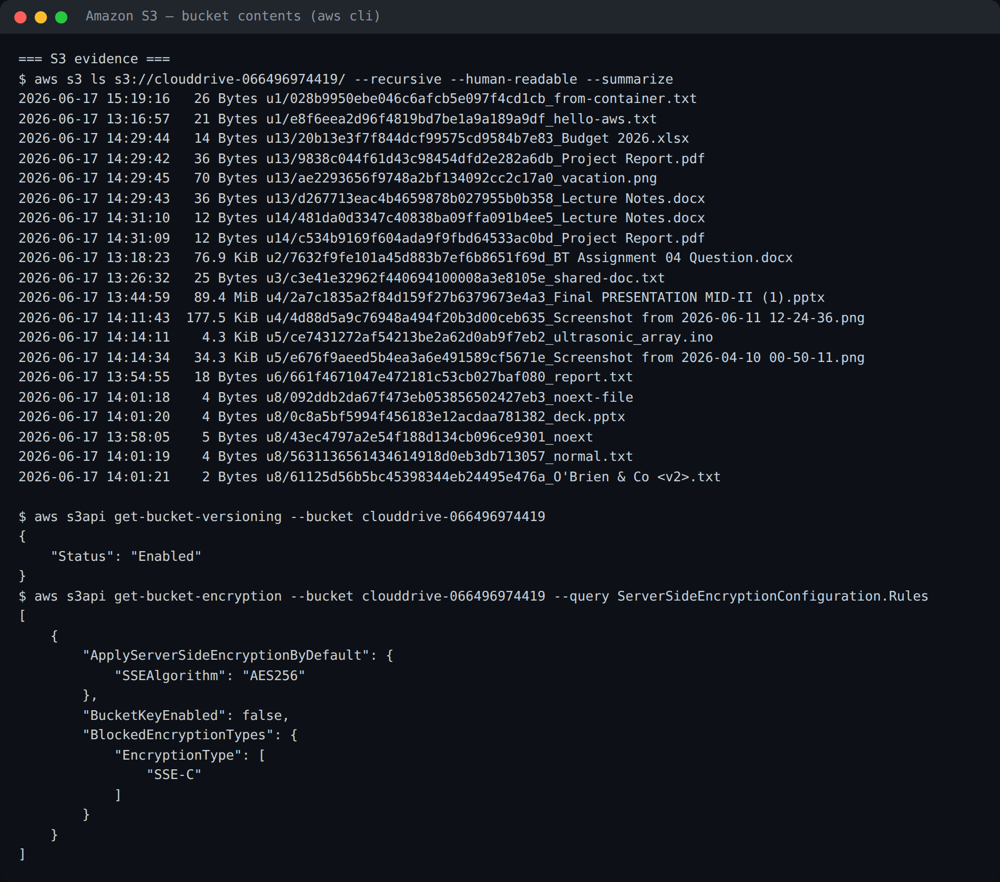 Amazon S3 — bucket contents (aws cli)
=== S3 evidence ===
$ aws s3 ls s3://clouddrive-066496974419/ --recursive --human-readable --summarize
2026-06-17 15:19:16   26 Bytes u1/028b9950ebe046c6afcb5e097f4cd1cb_from-container.txt
2026-06-17 13:16:57   21 Bytes u1/e8f6eea2d96f4819bd7be1a9a189a9df_hello-aws.txt
2026-06-17 14:29:44   14 Bytes u13/20b13e3f7f844dcf99575cd9584b7e83_Budget 2026.xlsx
2026-06-17 14:29:42   36 Bytes u13/9838c044f61d43c98454dfd2e282a6db_Project Report.pdf
2026-06-17 14:29:45   70 Bytes u13/ae2293656f9748a2bf134092cc2c17a0_vacation.png
2026-06-17 14:29:43   36 Bytes u13/d267713eac4b4659878b027955b0b358_Lecture Notes.docx
2026-06-17 14:31:10   12 Bytes u14/481da0d3347c40838ba09ffa091b4ee5_Lecture Notes.docx
2026-06-17 14:31:09   12 Bytes u14/c534b9169f604ada9f9fbd64533ac0bd_Project Report.pdf
2026-06-17 13:18:23   76.9 KiB u2/7632f9fe101a45d883b7ef6b8651f69d_BT Assignment 04 Question.docx
2026-06-17 13:26:32   25 Bytes u3/c3e41e32962f440694100008a3e8105e_shared-doc.txt
2026-06-17 13:44:59   89.4 MiB u4/2a7c1835a2f84d159f27b6379673e4a3_Final PRESENTATION MID-II (1).pptx
2026-06-17 14:11:43  177.5 KiB u4/4d88d5a9c76948a494f20b3d00ceb635_Screenshot from 2026-06-11 12-24-36.png
2026-06-17 14:14:11    4.3 KiB u5/ce7431272af54213be2a62d0ab9f7eb2_ultrasonic_array.ino
2026-06-17 14:14:34   34.3 KiB u5/e676f9aeed5b4ea3a6e491589cf5671e_Screenshot from 2026-04-10 00-50-11.png
2026-06-17 13:54:55   18 Bytes u6/661f4671047e472181c53cb027baf080_report.txt
2026-06-17 14:01:18    4 Bytes u8/092ddb2da67f473eb053856502427eb3_noext-file
2026-06-17 14:01:20    4 Bytes u8/0c8a5bf5994f456183e12acdaa781382_deck.pptx
2026-06-17 13:58:05    5 Bytes u8/43ec4797a2e54f188d134cb096ce9301_noext
2026-06-17 14:01:19    4 Bytes u8/5631136561434614918d0eb3db713057_normal.txt
2026-06-17 14:01:21    2 Bytes u8/61125d56b5bc45398344eb24495e476a_O'Brien & Co <v2>.txt
$ aws s3api get-bucket-versioning --bucket clouddrive-066496974419
{
    "Status": "Enabled"
}
$ aws s3api get-bucket-encryption --bucket clouddrive-066496974419 --query ServerSideEncryptionConfiguration.Rules
[
    {
        "ApplyServerSideEncryptionByDefault": {
            "SSEAlgorithm": "AES256"
        },
        "BucketKeyEnabled": false,
        "BlockedEncryptionTypes": {
            "EncryptionType": [
                "SSE-C"
            ]
        }
    }
]